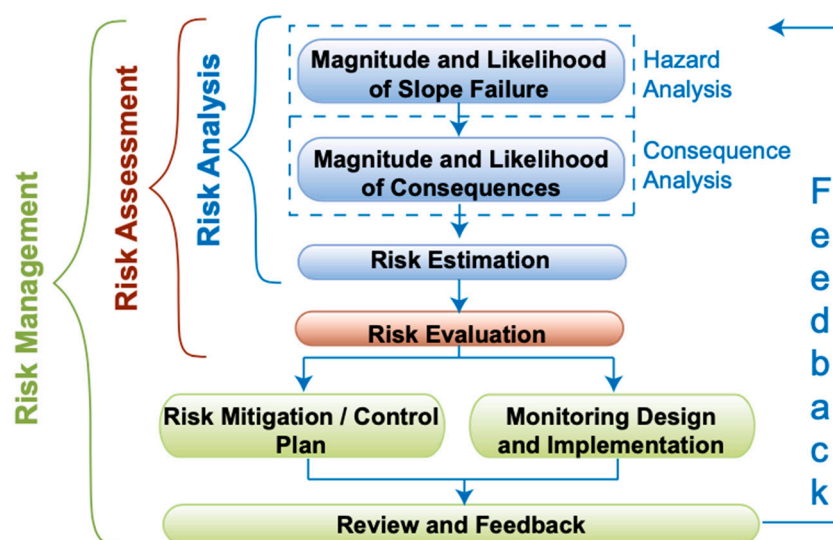 Risk Management
Risk Assessment
Risk Analysis
Magnitude and Likelihood
of Slope Failure
Hazard
Analysis
Magnitude and Likelihood
of Consequences
Consequence
Analysis
Risk Estimation
Risk Evaluation
Risk Mitigation / Control
Plan
Monitoring Design
and Implementation
Review and Feedback
Feedback